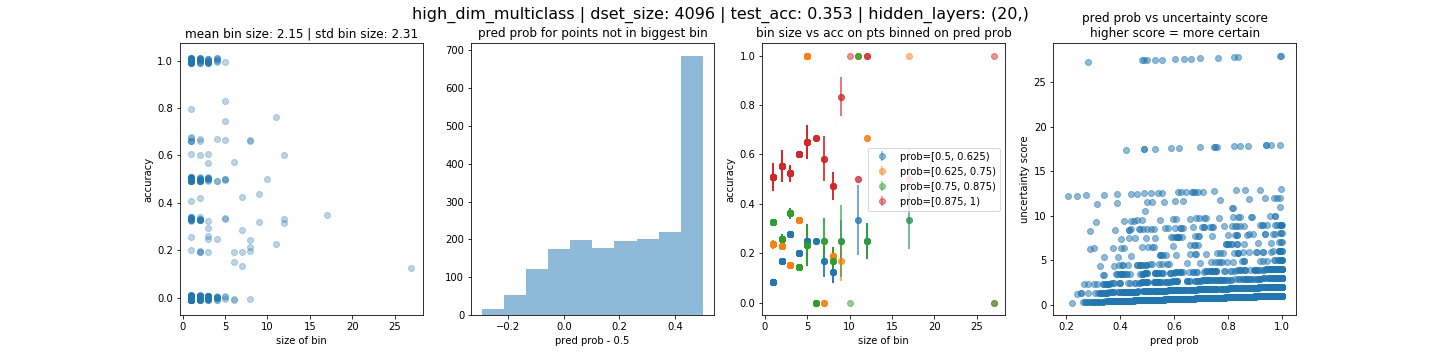 high_dim_multiclass | dset_size: 4096 | test_acc: 0.353 | hidden_layers: (20,)
mean bin size: 2.15 | std bin size: 2.31
1.0
0.8
0.6
0.4
0.2
0.0
accuracy
0
5
10
15
20
25
size of bin
pred prob for points not in biggest bin
700
600
500
400
300
200
100
0
−0.2
0.0
0.2
0.4
pred prob - 0.5
bin size vs acc on pts binned on pred prob
1.0
0.8
0.6
0.4
0.2
0.0
accuracy
prob=[0.5, 0.625)
prob=[0.625, 0.75)
prob=[0.75, 0.875)
prob=[0.875, 1)
0
5
10
15
20
25
size of bin
pred prob vs uncertainty score
higher score = more certain
25
20
15
10
5
0
uncertainty score
0.2
0.4
0.6
0.8
1.0
pred prob